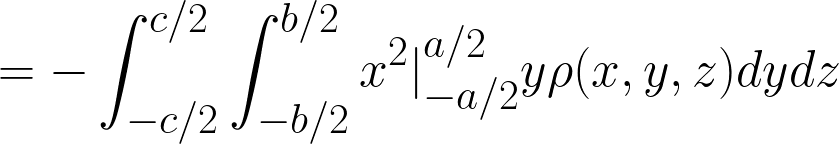 = -\int_{-c/2}^{c/2}\int_{-b/2}^{b/2} x^2|_{-a/2}^{a/2} y\rho(x,y,z)dydz